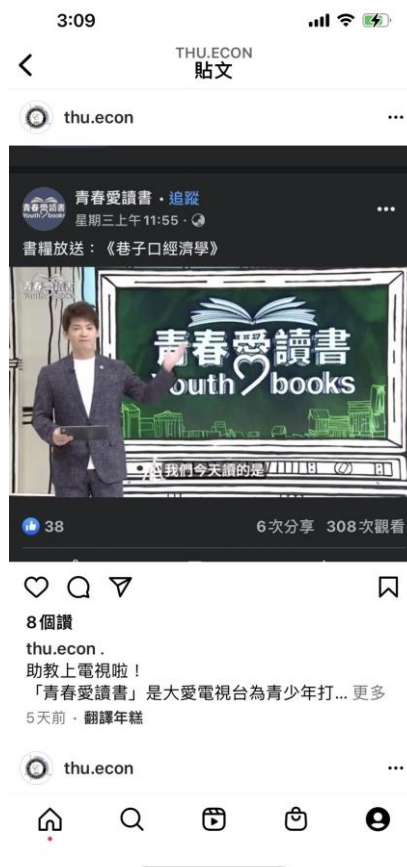 3:09
THU.ECON
貼文
thu.econ
青春愛讀書・追蹤
星期三上午11:55 ·
書糧放送：《巷子口經濟學》
青春愛讀書
Youth books
我們今天讀的是
38
6次分享 308次觀看
8個讚
thu.econ .
助教上電視啦！
「青春愛讀書」是大愛電視台為青少年打... 更多
5天前 · 翻譯年糕
thu.econ